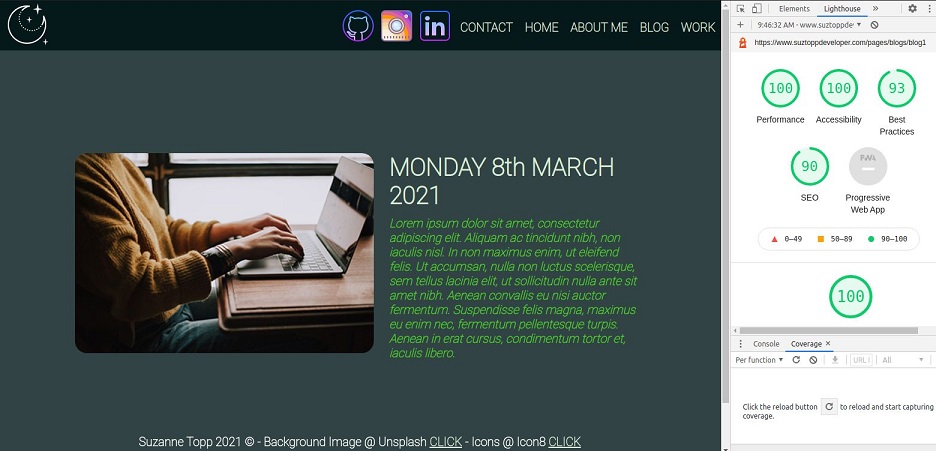 in CONTACT HOME ABOUT ME BLOG WORK
MONDAY 8th MARCH
2021
Lorem ipsum dolor sit amet, consectetur
adipiscing elit. Aliquam ac tincidunt nibh, non
iaculis nisl. In non maximus enim, ut eleifend
felis. Ut accumsan, nulla non luctus scelerisque,
sem tellus lacinia elit, ut sollicitudin nulla ante sit
amet nibh. Aenean convallis eu nisi auctor
fermentum. Suspendisse felis magna, maximus
eu enim nec, fermentum pellentesque turpis.
Aenean in erat cursus, condimentum tortor et,
iaculis libero.
Suzanne Topp 2021 © - Background Image @ Unsplash CLICK - Icons @ Icon8 CLICK
Elements Lighthouse »
9:46:32 AM - www.suztoppde
https://www.suztoppdeveloper.com/pages/blogs/blog1
100 100 93
Performance Accessibility Best
Practices
90 PWA
SEO Progressive
Web App
0–49 50–89 90–100
100
Console Coverage ×
Per function URL All
Click the reload button to reload and start capturing
coverage.